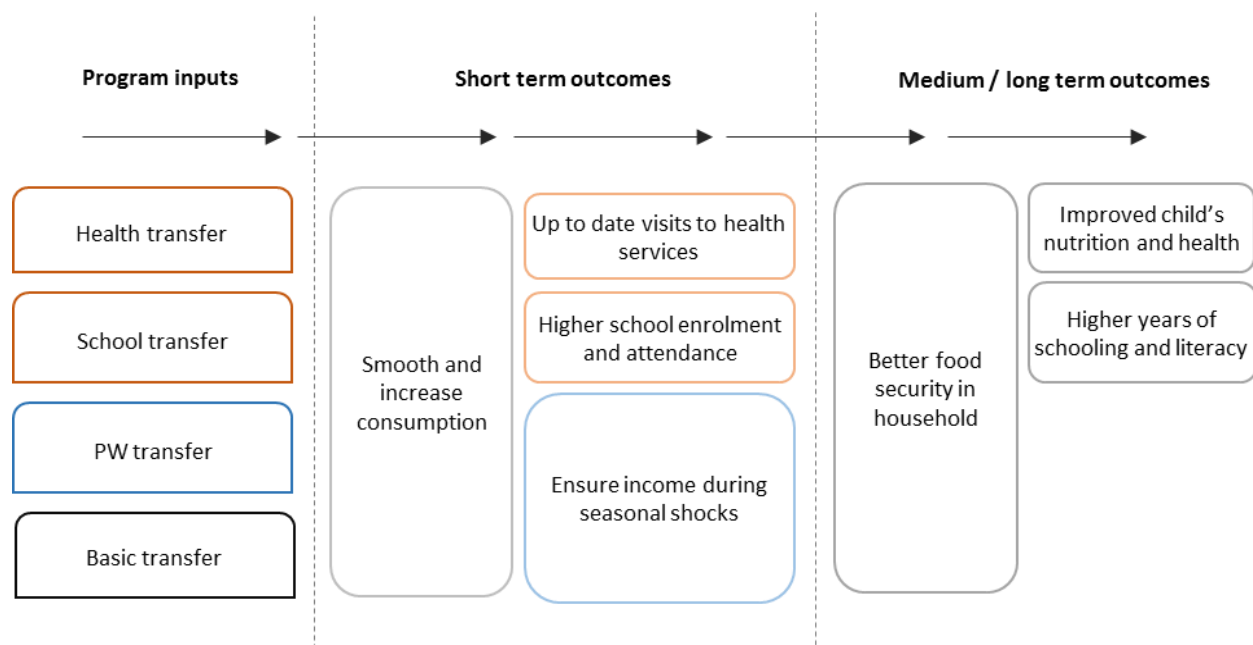 Program inputs
Short term outcomes
Medium / long term outcomes
Health transfer
School transfer
PW transfer
Basic transfer
Smooth and
increase
consumption
Up to date visits to health
services
Higher school enrolment
and attendance
Ensure income during
seasonal shocks
Better food
security in
household
Improved child's
nutrition and health
Higher years of
schooling and literacy